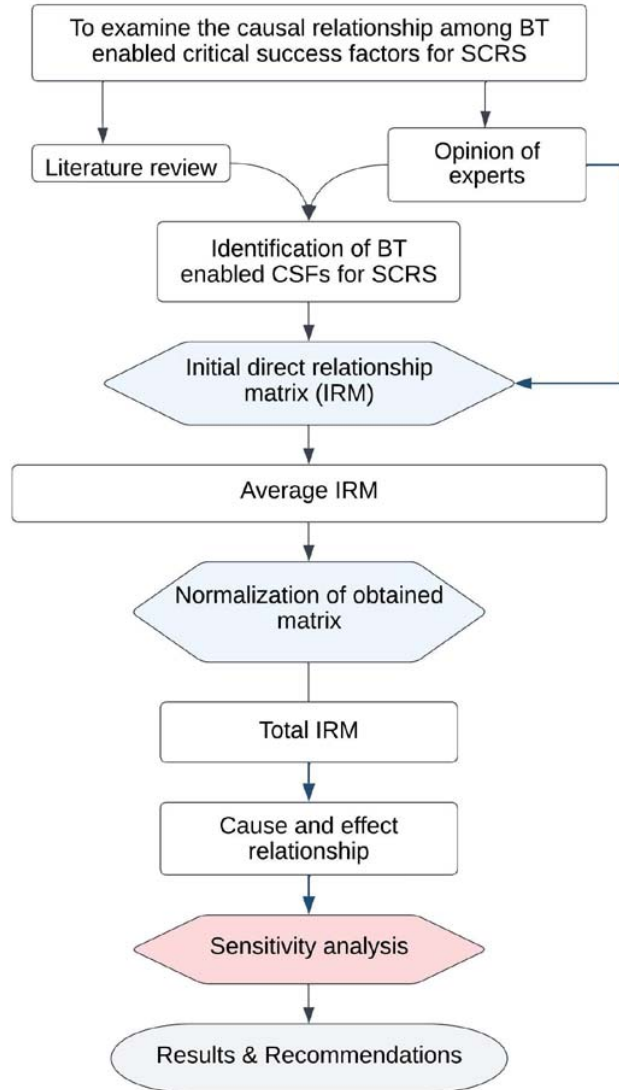 To examine the causal relationship among BT
enabled critical success factors for SCRS
Literature review
Opinion of
experts
Identification of BT
enabled CSFs for SCRS
Initial direct relationship
matrix (IRM)
Average IRM
Normalization of obtained
matrix
Total IRM
Cause and effect
relationship
Sensitivity analysis
Results & Recommendations